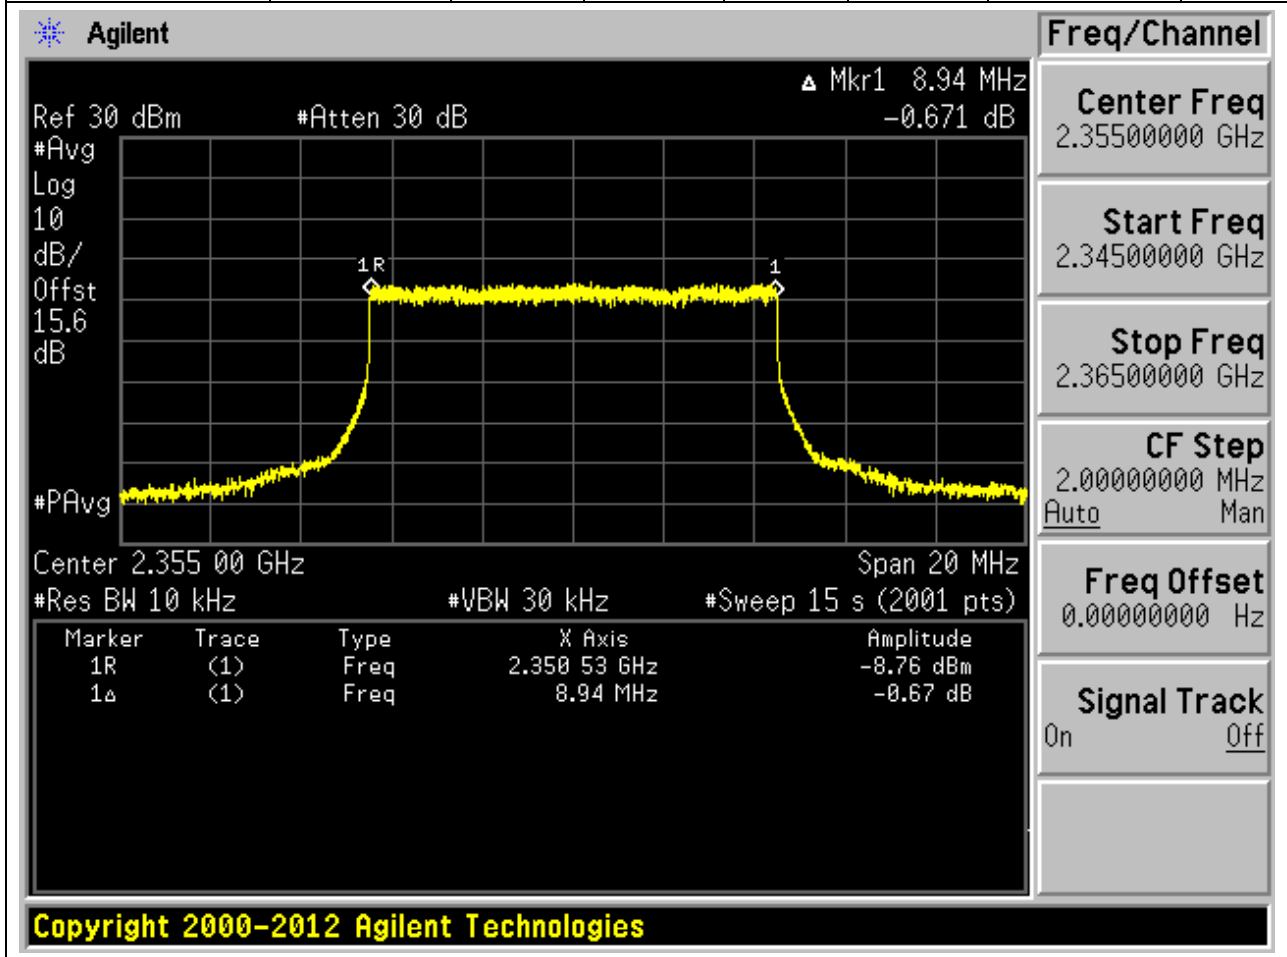 Agilent
Freq/Channel
▵ Mkr1 8.94 MHz
Ref 30 dBm #Atten 30 dB -0.671 dB
#Avg
Log
10
dB/
Offst
15.6
dB
1R
1
#PAvg
Center 2.355 00 GHz Span 20 MHz
#Res BW 10 kHz #VBW 30 kHz #Sweep 15 s (2001 pts)
Marker Trace Type X Axis Amplitude
1R (1) Freq 2.350 53 GHz -8.76 dBm
1▵ (1) Freq 8.94 MHz -0.67 dB
Center Freq
2.35500000 GHz
Start Freq
2.34500000 GHz
Stop Freq
2.36500000 GHz
CF Step
2.00000000 MHz
Auto Man
Freq Offset
0.00000000 Hz
Signal Track
On Off
Copyright 2000-2012 Agilent Technologies